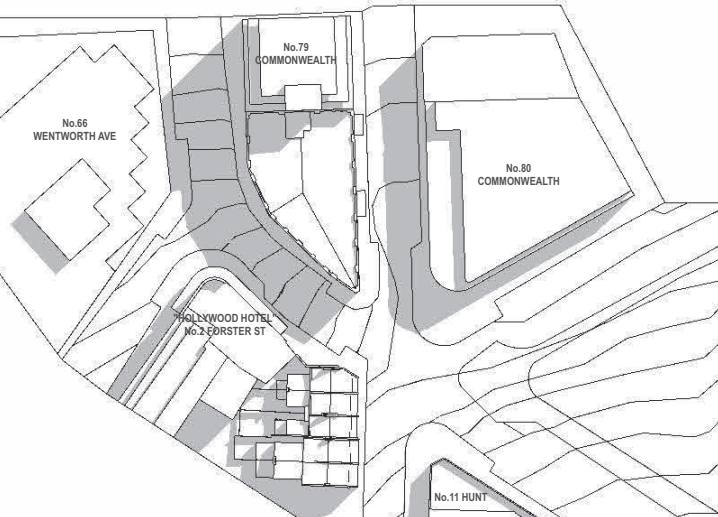 No.79
COMMONWEALTH
No.66
WENTWORTH AVE
No.80
COMMONWEALTH
"HOLLYWOOD HOTEL"
No.2 FORSTER ST
No.11 HUNT